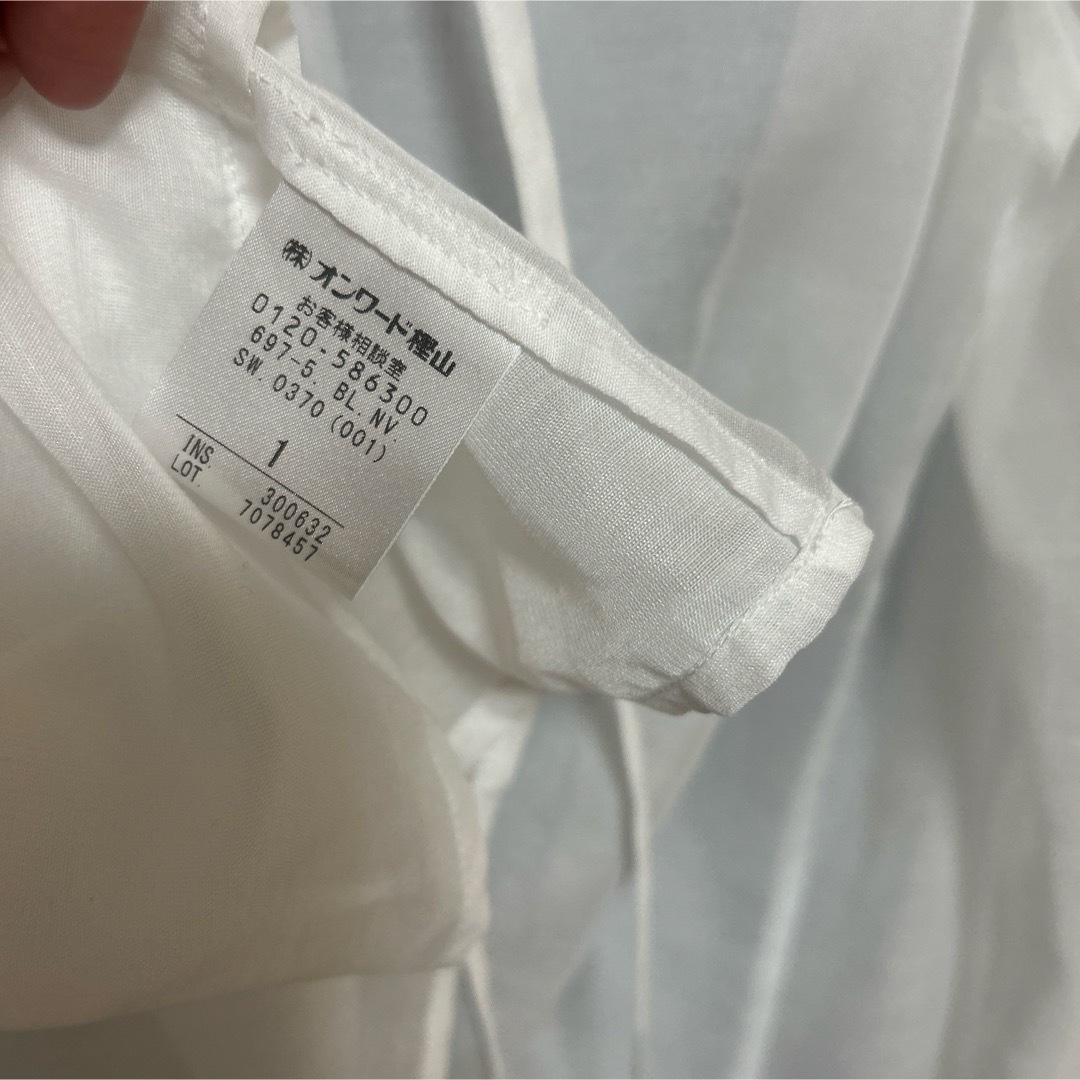 ㈱オンワード樫山
お客様相談室
0120-586300
697-5. BL.NV.
SW.0370(001)
1
INS. 300632
LOT. 7078457